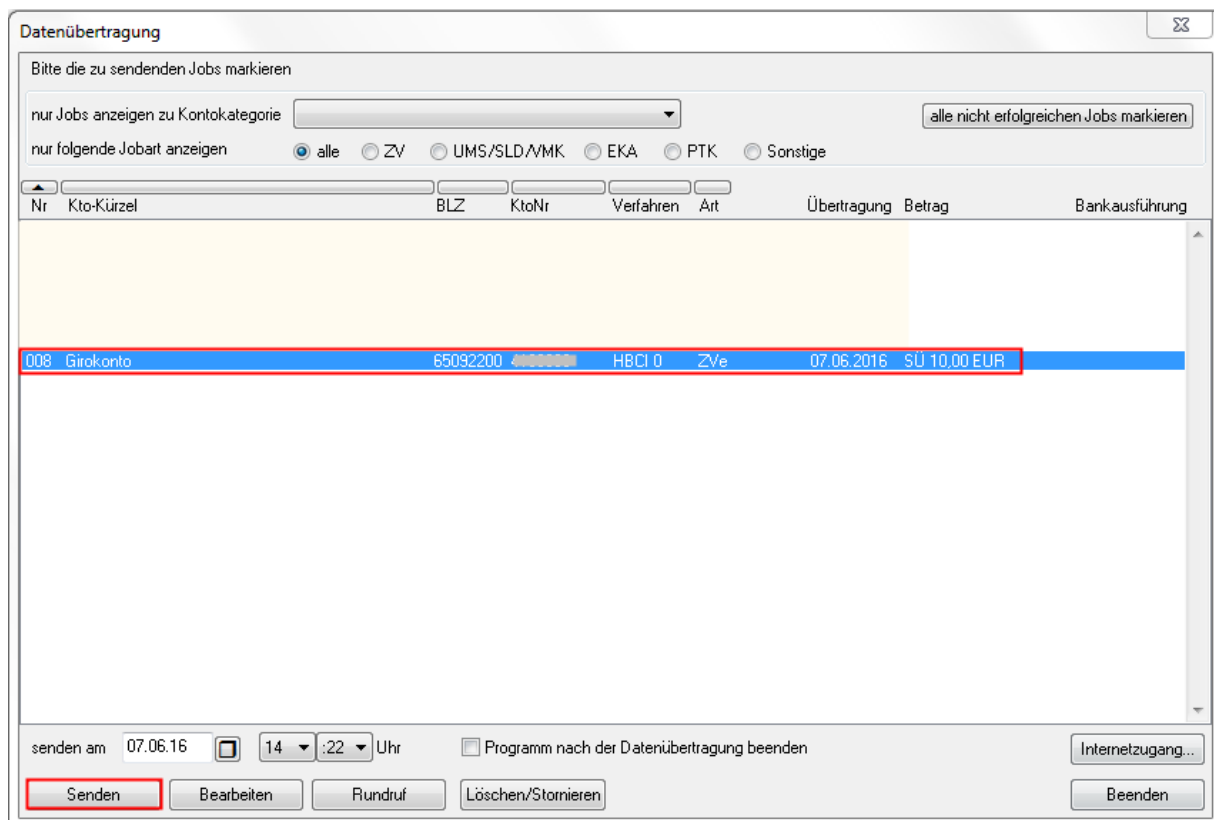 Datenübertragung
Bitte die zu sendenden Jobs markieren
nur Jobs anzeigen zu Kontokategorie alle nicht erfolgreichen Jobs markieren
nur folgende Jobart anzeigen alle ZV UMS/SLD/VMK EKA PTK Sonstige
Nr Kto-Kürzel BLZ KtoNr Verfahren Art Übertragung Betrag Bankausführung
008 Girokonto 65092200 HBCI 0 ZVe 07.06.2016 SÜ 10,00 EUR
senden am 07.06.16 14 :22 Uhr Programm nach der Datenübertragung beenden Internetzugang...
Senden Bearbeiten Rundruf Löschen/Stornieren Beenden